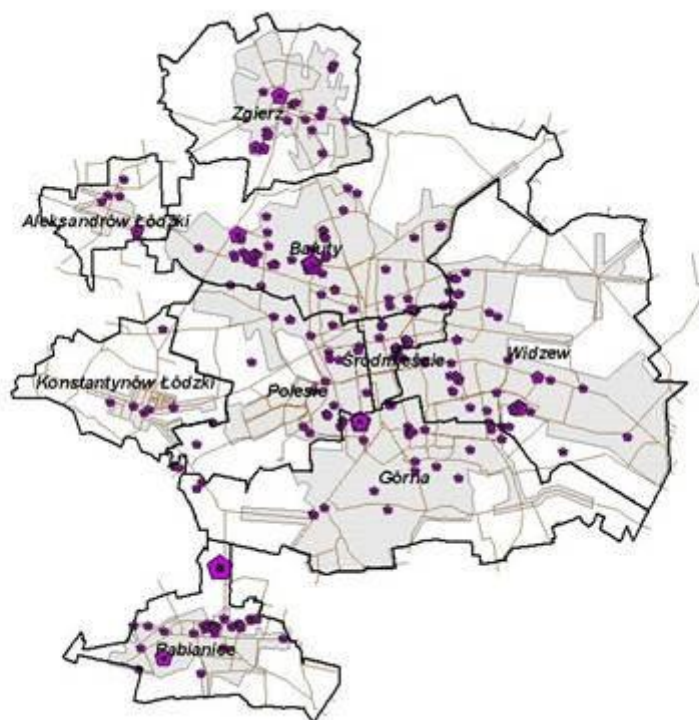 Zgierz
Aleksandrów Łódzki
Bałuty
Śródmieście
Widzew
Konstantynów Łódzki
Polesie
Górna
Pabianice